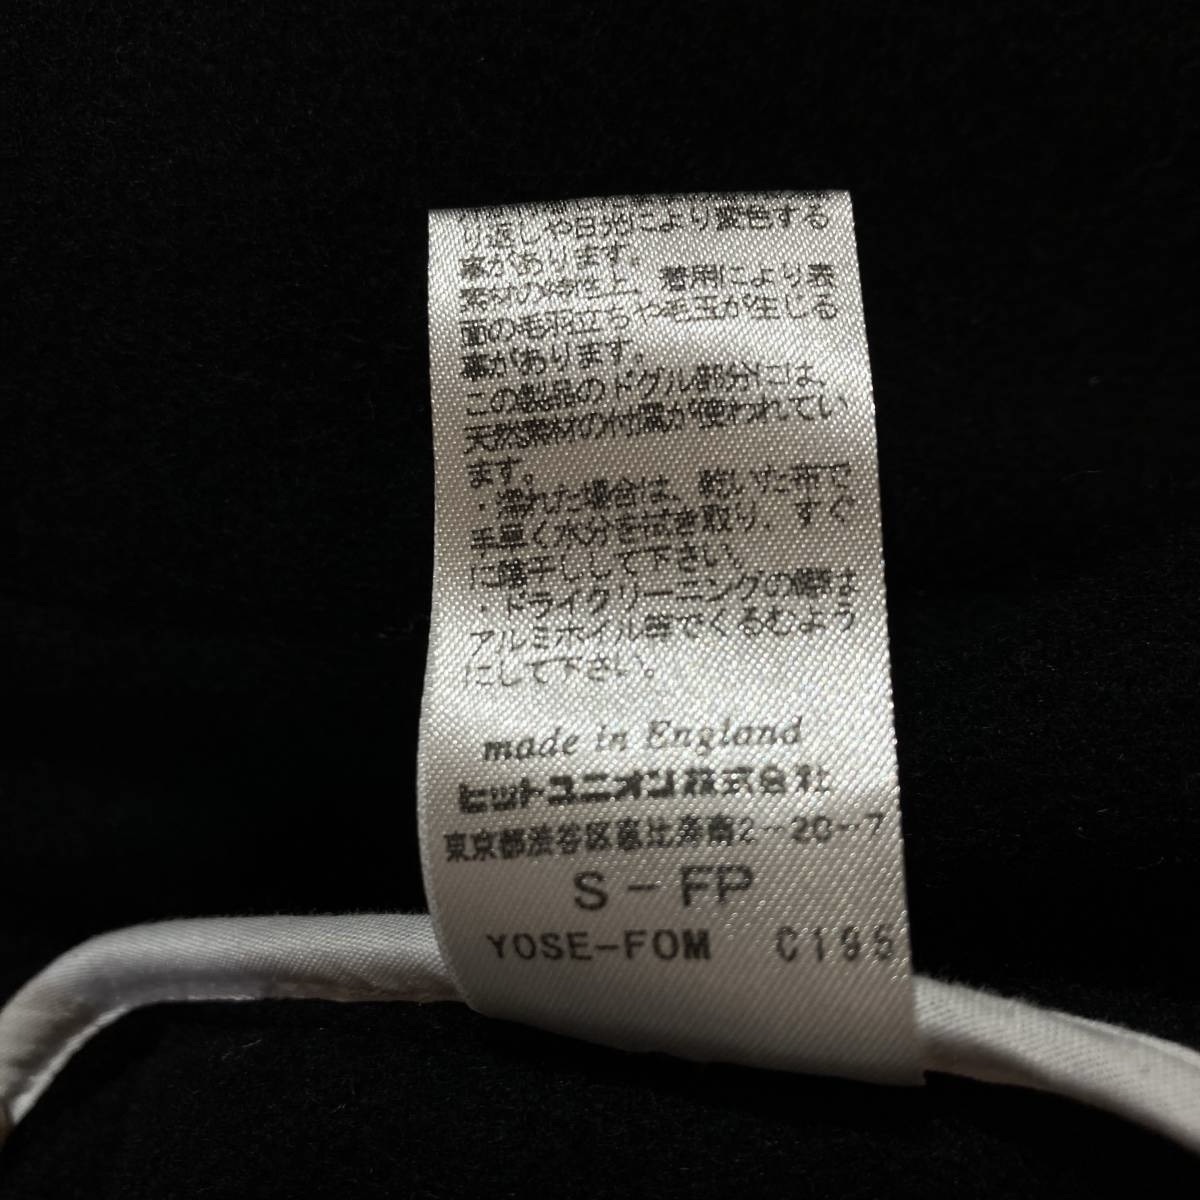 り返しや日光により変色する
事があります。
素材の特性上、着用により表
面の毛羽立ちや毛玉が生じる
事があります。
この製品のトグル部分には、
天然素材の付属が使われてい
ます。
・濡れた場合は、乾いた布で
手早く水分を拭き取り、すぐ
に陰干しして下さい。
・ドライクリーニングの際は
アルミホイル等でくるむよう
にして下さい。
made in England
ヒットユニオン株式会社
東京都渋谷区恵比寿南2-20-7
S-FP
YOSE-FOM C195